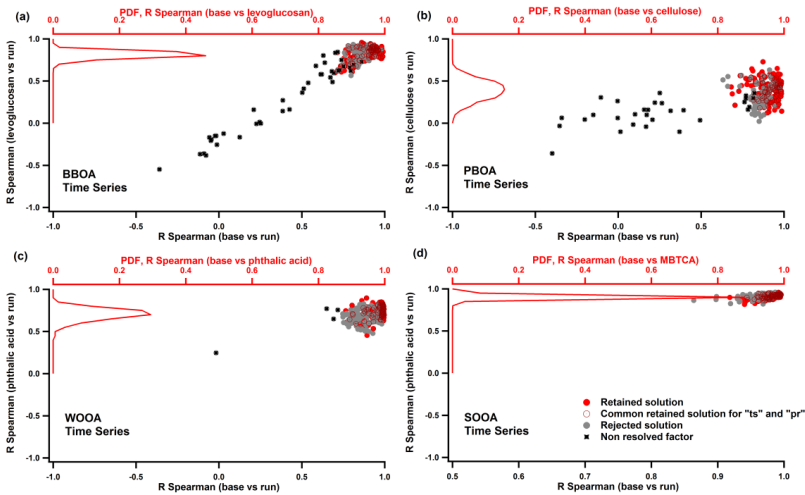 (a)
PDF, R Spearman (base vs levoglucosan)
0.0 0.2 0.4 0.6 0.8 1.0
R Spearman (levoglucosan vs run)
1.0
0.5
0.0
-0.5
-1.0
BBOA
Time Series
-1.0 -0.5 0.0 0.5 1.0
R Spearman (base vs run)
(b)
PDF, R Spearman (base vs cellulose)
0.0 0.2 0.4 0.6 0.8 1.0
R Spearman (cellulose vs run)
1.0
0.5
0.0
-0.5
-1.0
PBOA
Time Series
-1.0 -0.5 0.0 0.5 1.0
R Spearman (base vs run)
(c)
PDF, R Spearman (base vs phthalic acid)
0.0 0.2 0.4 0.6 0.8 1.0
R Spearman (phthalic acid vs run)
1.0
0.5
0.0
-0.5
-1.0
WOOA
Time Series
-1.0 -0.5 0.0 0.5 1.0
R Spearman (base vs run)
(d)
PDF, R Spearman (base vs MBTCA)
0.0 0.2 0.4 0.6 0.8 1.0
R Spearman (phthalic acid vs run)
1.0
0.5
0.0
-0.5
-1.0
SOOA
Time Series
Retained solution
Common retained solution for "ts" and "pr"
Rejected solution
Non resolved factor
0.5 0.6 0.7 0.8 0.9 1.0
R Spearman (base vs run)